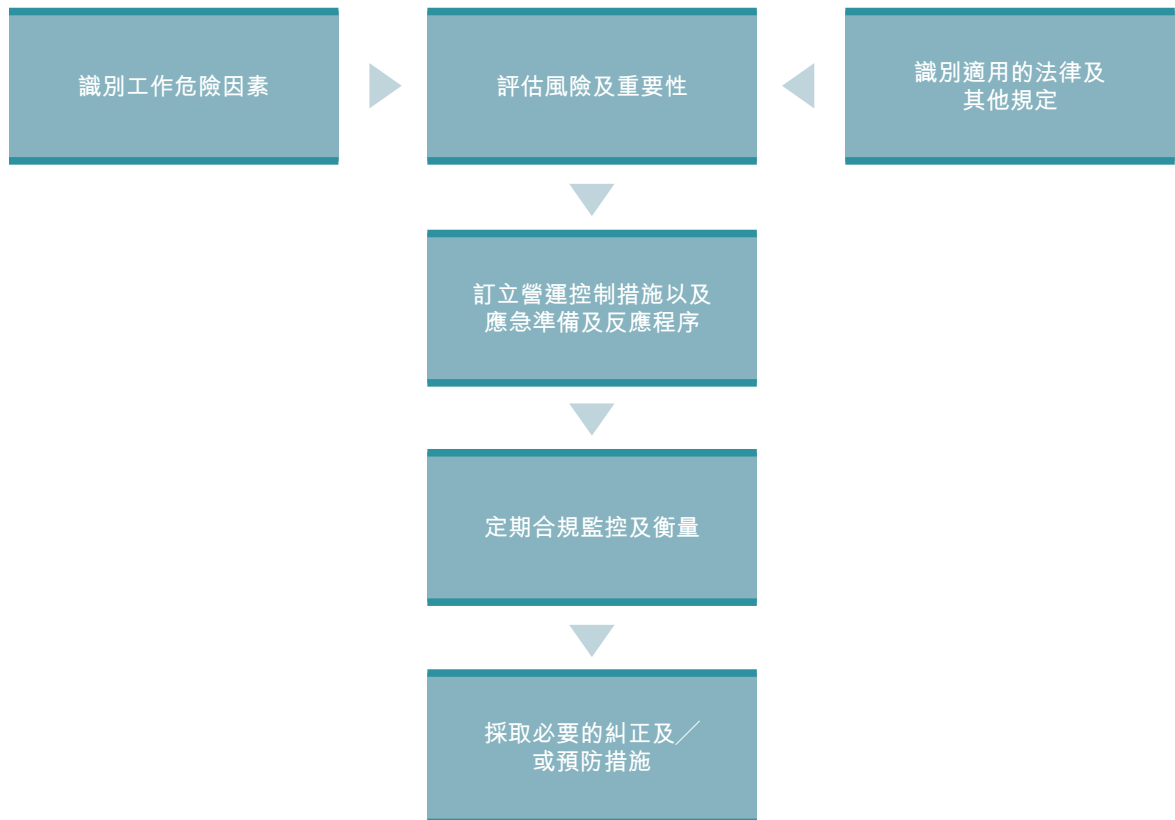 識別工作危險因素
評估風險及重要性
識別適用的法律及
其他規定
訂立營運控制措施以及
應急準備及反應程序
定期合規監控及衡量
採取必要的糾正及╱
或預防措施